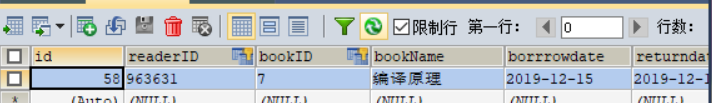 限制行 第一行: 0 行数:
id readerID bookID bookName borrrowdate returnda
58 963631 7 编译原理 2019-12-15 2019-12-1
* (Auto) (NULL) (NULL) (NULL) (NULL) (NULL)